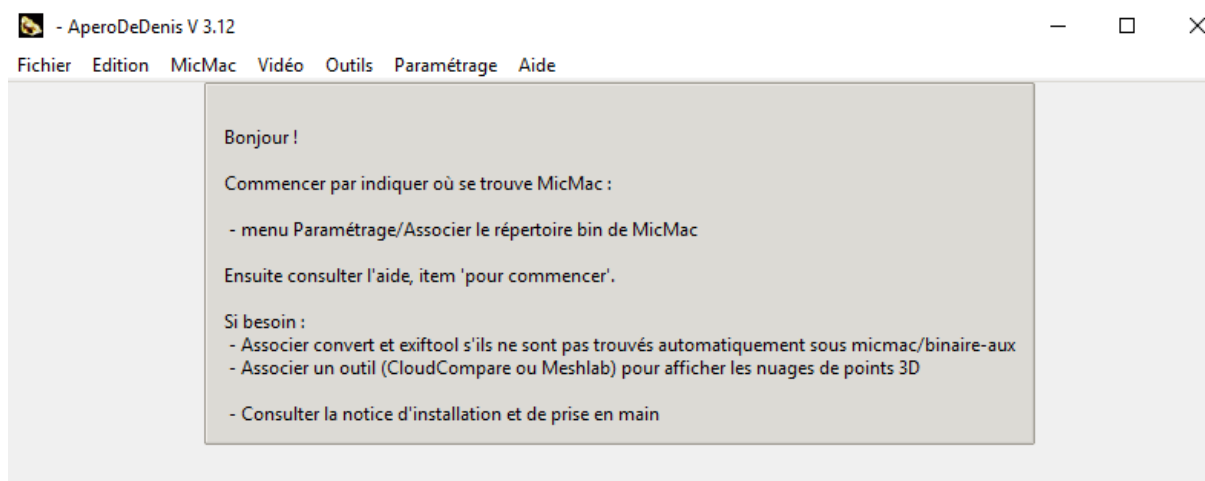 - AperoDeDenis V 3.12
Fichier Edition MicMac Vidéo Outils Paramétrage Aide
Bonjour !
Commencer par indiquer où se trouve MicMac :
- menu Paramétrage/Associer le répertoire bin de MicMac
Ensuite consulter l'aide, item 'pour commencer'.
Si besoin :
- Associer convert et exiftool s'ils ne sont pas trouvés automatiquement sous micmac/binaire-aux
- Associer un outil (CloudCompare ou Meshlab) pour afficher les nuages de points 3D
- Consulter la notice d'installation et de prise en main